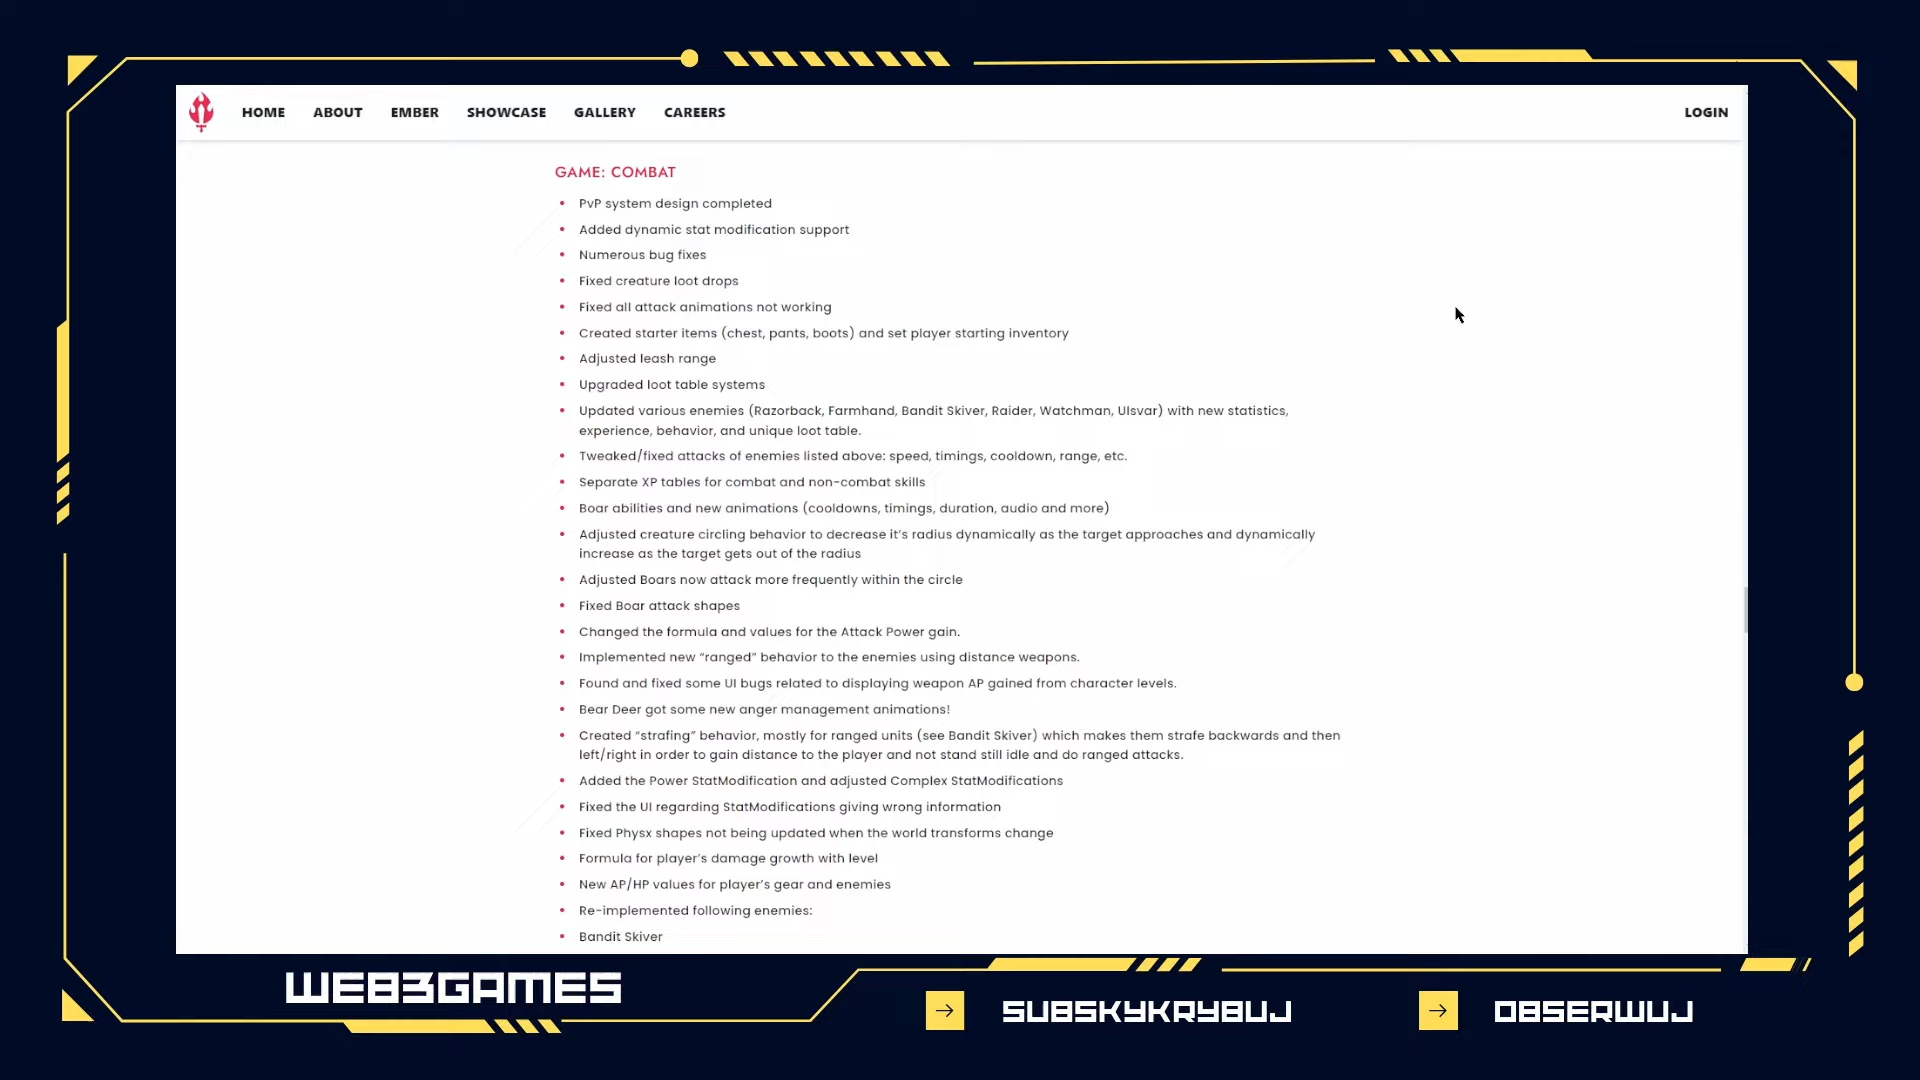 HOME ABOUT EMBER SHOWCASE GALLERY CAREERS LOGIN
GAME: COMBAT
• PvP system design completed
• Added dynamic stat modification support
• Numerous bug fixes
• Fixed creature loot drops
• Fixed all attack animations not working
• Created starter items (chest, pants, boots) and set player starting inventory
• Adjusted leash range
• Upgraded loot table systems
• Updated various enemies (Razorback, Farmhand, Bandit Skiver, Raider, Watchman, Ulsvar) with new statistics,
experience, behavior, and unique loot table.
• Tweaked/fixed attacks of enemies listed above: speed, timings, cooldown, range, etc.
• Separate XP tables for combat and non-combat skills
• Boar abilities and new animations (cooldowns, timings, duration, audio and more)
• Adjusted creature circling behavior to decrease it’s radius dynamically as the target approaches and dynamically
increase as the target gets out of the radius
• Adjusted Boars now attack more frequently within the circle
• Fixed Boar attack shapes
• Changed the formula and values for the Attack Power gain.
• Implemented new “ranged” behavior to the enemies using distance weapons.
• Found and fixed some UI bugs related to displaying weapon AP gained from character levels.
• Bear Deer got some new anger management animations!
• Created “strafing” behavior, mostly for ranged units (see Bandit Skiver) which makes them strafe backwards and then
left/right in order to gain distance to the player and not stand still idle and do ranged attacks.
• Added the Power StatModification and adjusted Complex StatModifications
• Fixed the UI regarding StatModifications giving wrong information
• Fixed Physx shapes not being updated when the world transforms change
• Formula for player’s damage growth with level
• New AP/HP values for player’s gear and enemies
• Re-implemented following enemies:
• Bandit Skiver
WEB3GAMES
→ SUBSKYKRYBUJ → OBSERWUJ